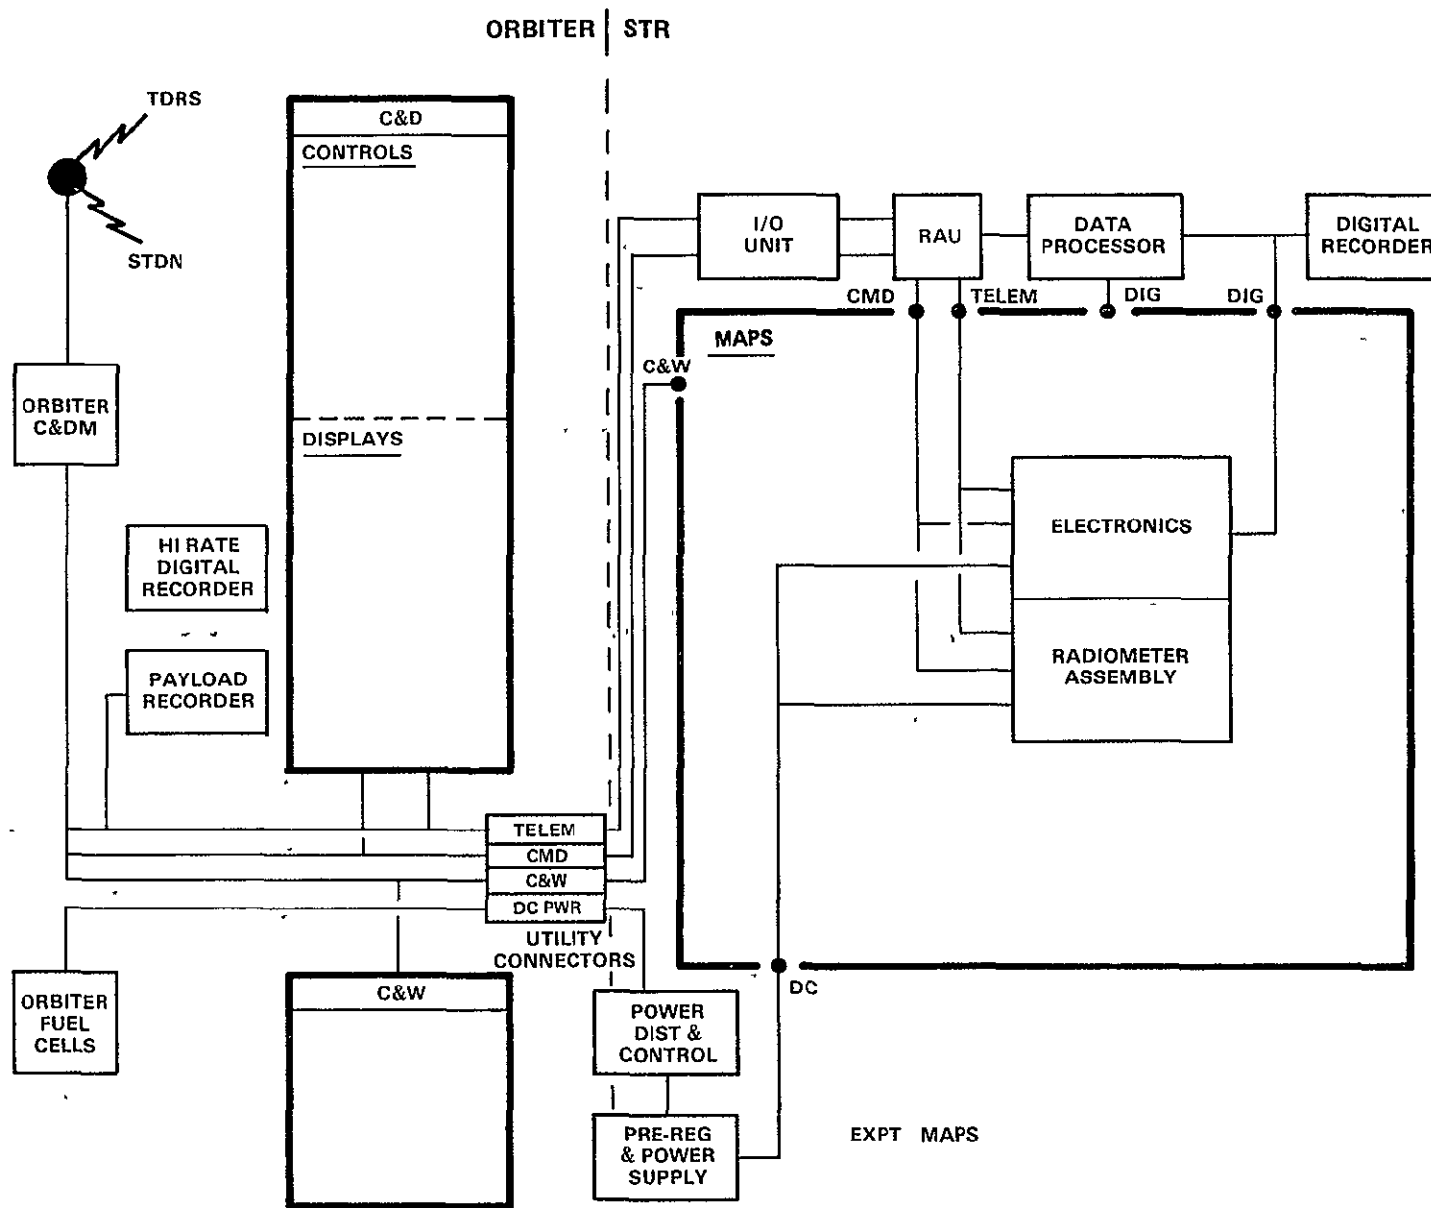 ORBITER STR
TDRS
STDN
C&D
CONTROLS
DISPLAYS
ORBITER
C&DM
HI RATE
DIGITAL
RECORDER
PAYLOAD
RECORDER
I/O
UNIT
RAU
DATA
PROCESSOR
DIGITAL
RECORDER
CMD
TELEM
DIG
DIG
MAPS
C&W
ELECTRONICS
RADIOMETER
ASSEMBLY
TELEM
CMD
C&W
DC PWR
UTILITY
CONNECTORS
ORBITER
FUEL
CELLS
C&W
DC
POWER
DIST &
CONTROL
PRE-REG
& POWER
SUPPLY
EXPT MAPS